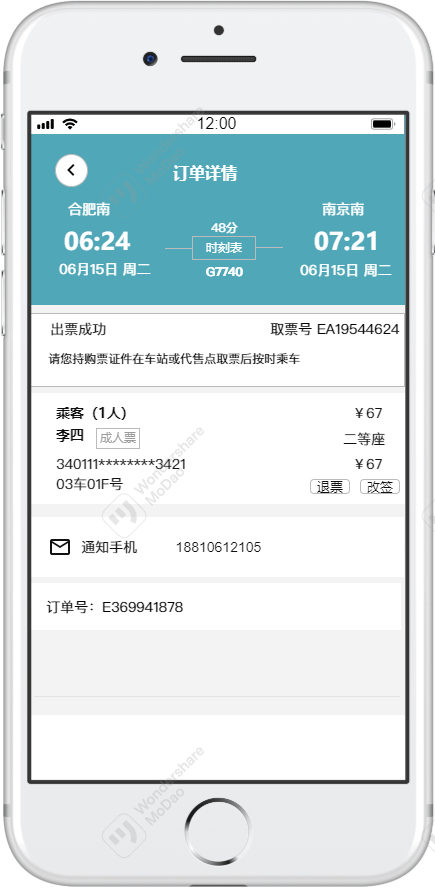 12:00
订单详情
合肥南 48分 南京南
06:24 时刻表 07:21
06月15日 周二 G7740 06月15日 周二
出票成功 取票号 EA19544624
请您持购票证件在车站或代售点取票后按时乘车
乘客（1人） ￥67
李四 成人票 二等座
340111********3421 ￥67
03车01F号 退票 改签
通知手机 18810612105
订单号：E369941878
Wondershare
MoDao
Wondershare
MoDao
Wondershare
MoDao